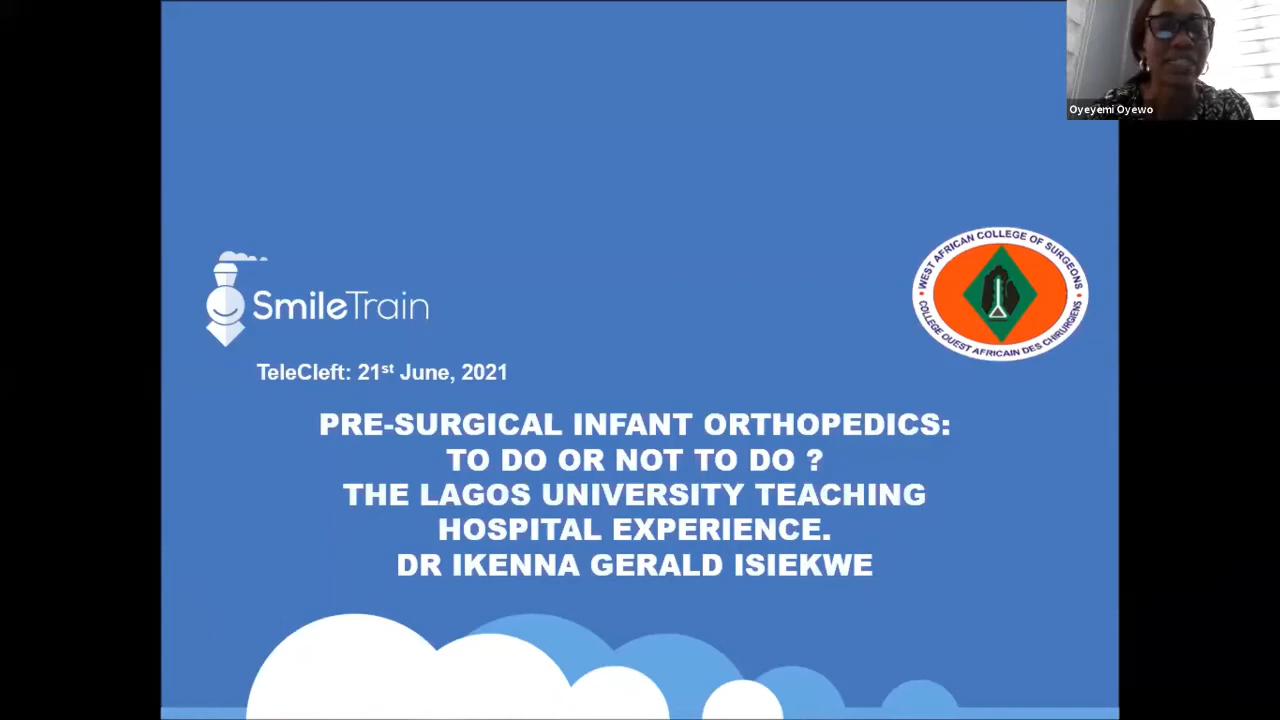 Oyeyemi Oyewo
WEST AFRICAN COLLEGE OF SURGEONS
COLLEGE OUEST AFRICAIN DES CHIRURGIENS
SmileTrain
TeleCleft: 21st June, 2021
PRE-SURGICAL INFANT ORTHOPEDICS:
TO DO OR NOT TO DO ?
THE LAGOS UNIVERSITY TEACHING
HOSPITAL EXPERIENCE.
DR IKENNA GERALD ISIEKWE